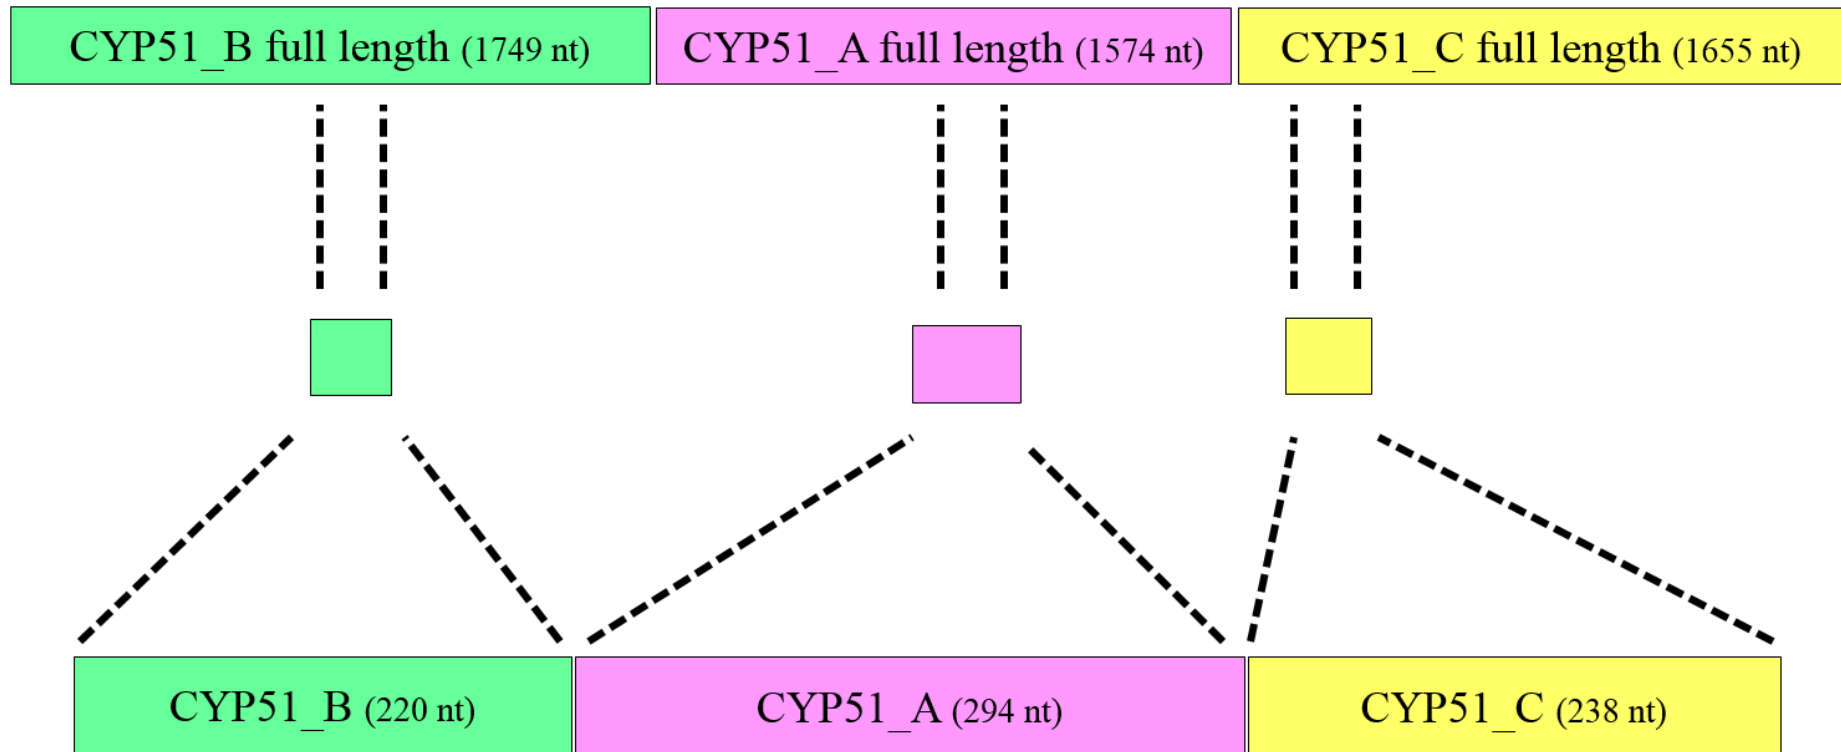 CYP51_B full length (1749 nt)
CYP51_A full length (1574 nt)
CYP51_C full length (1655 nt)
CYP51_B (220 nt)
CYP51_A (294 nt)
CYP51_C (238 nt)